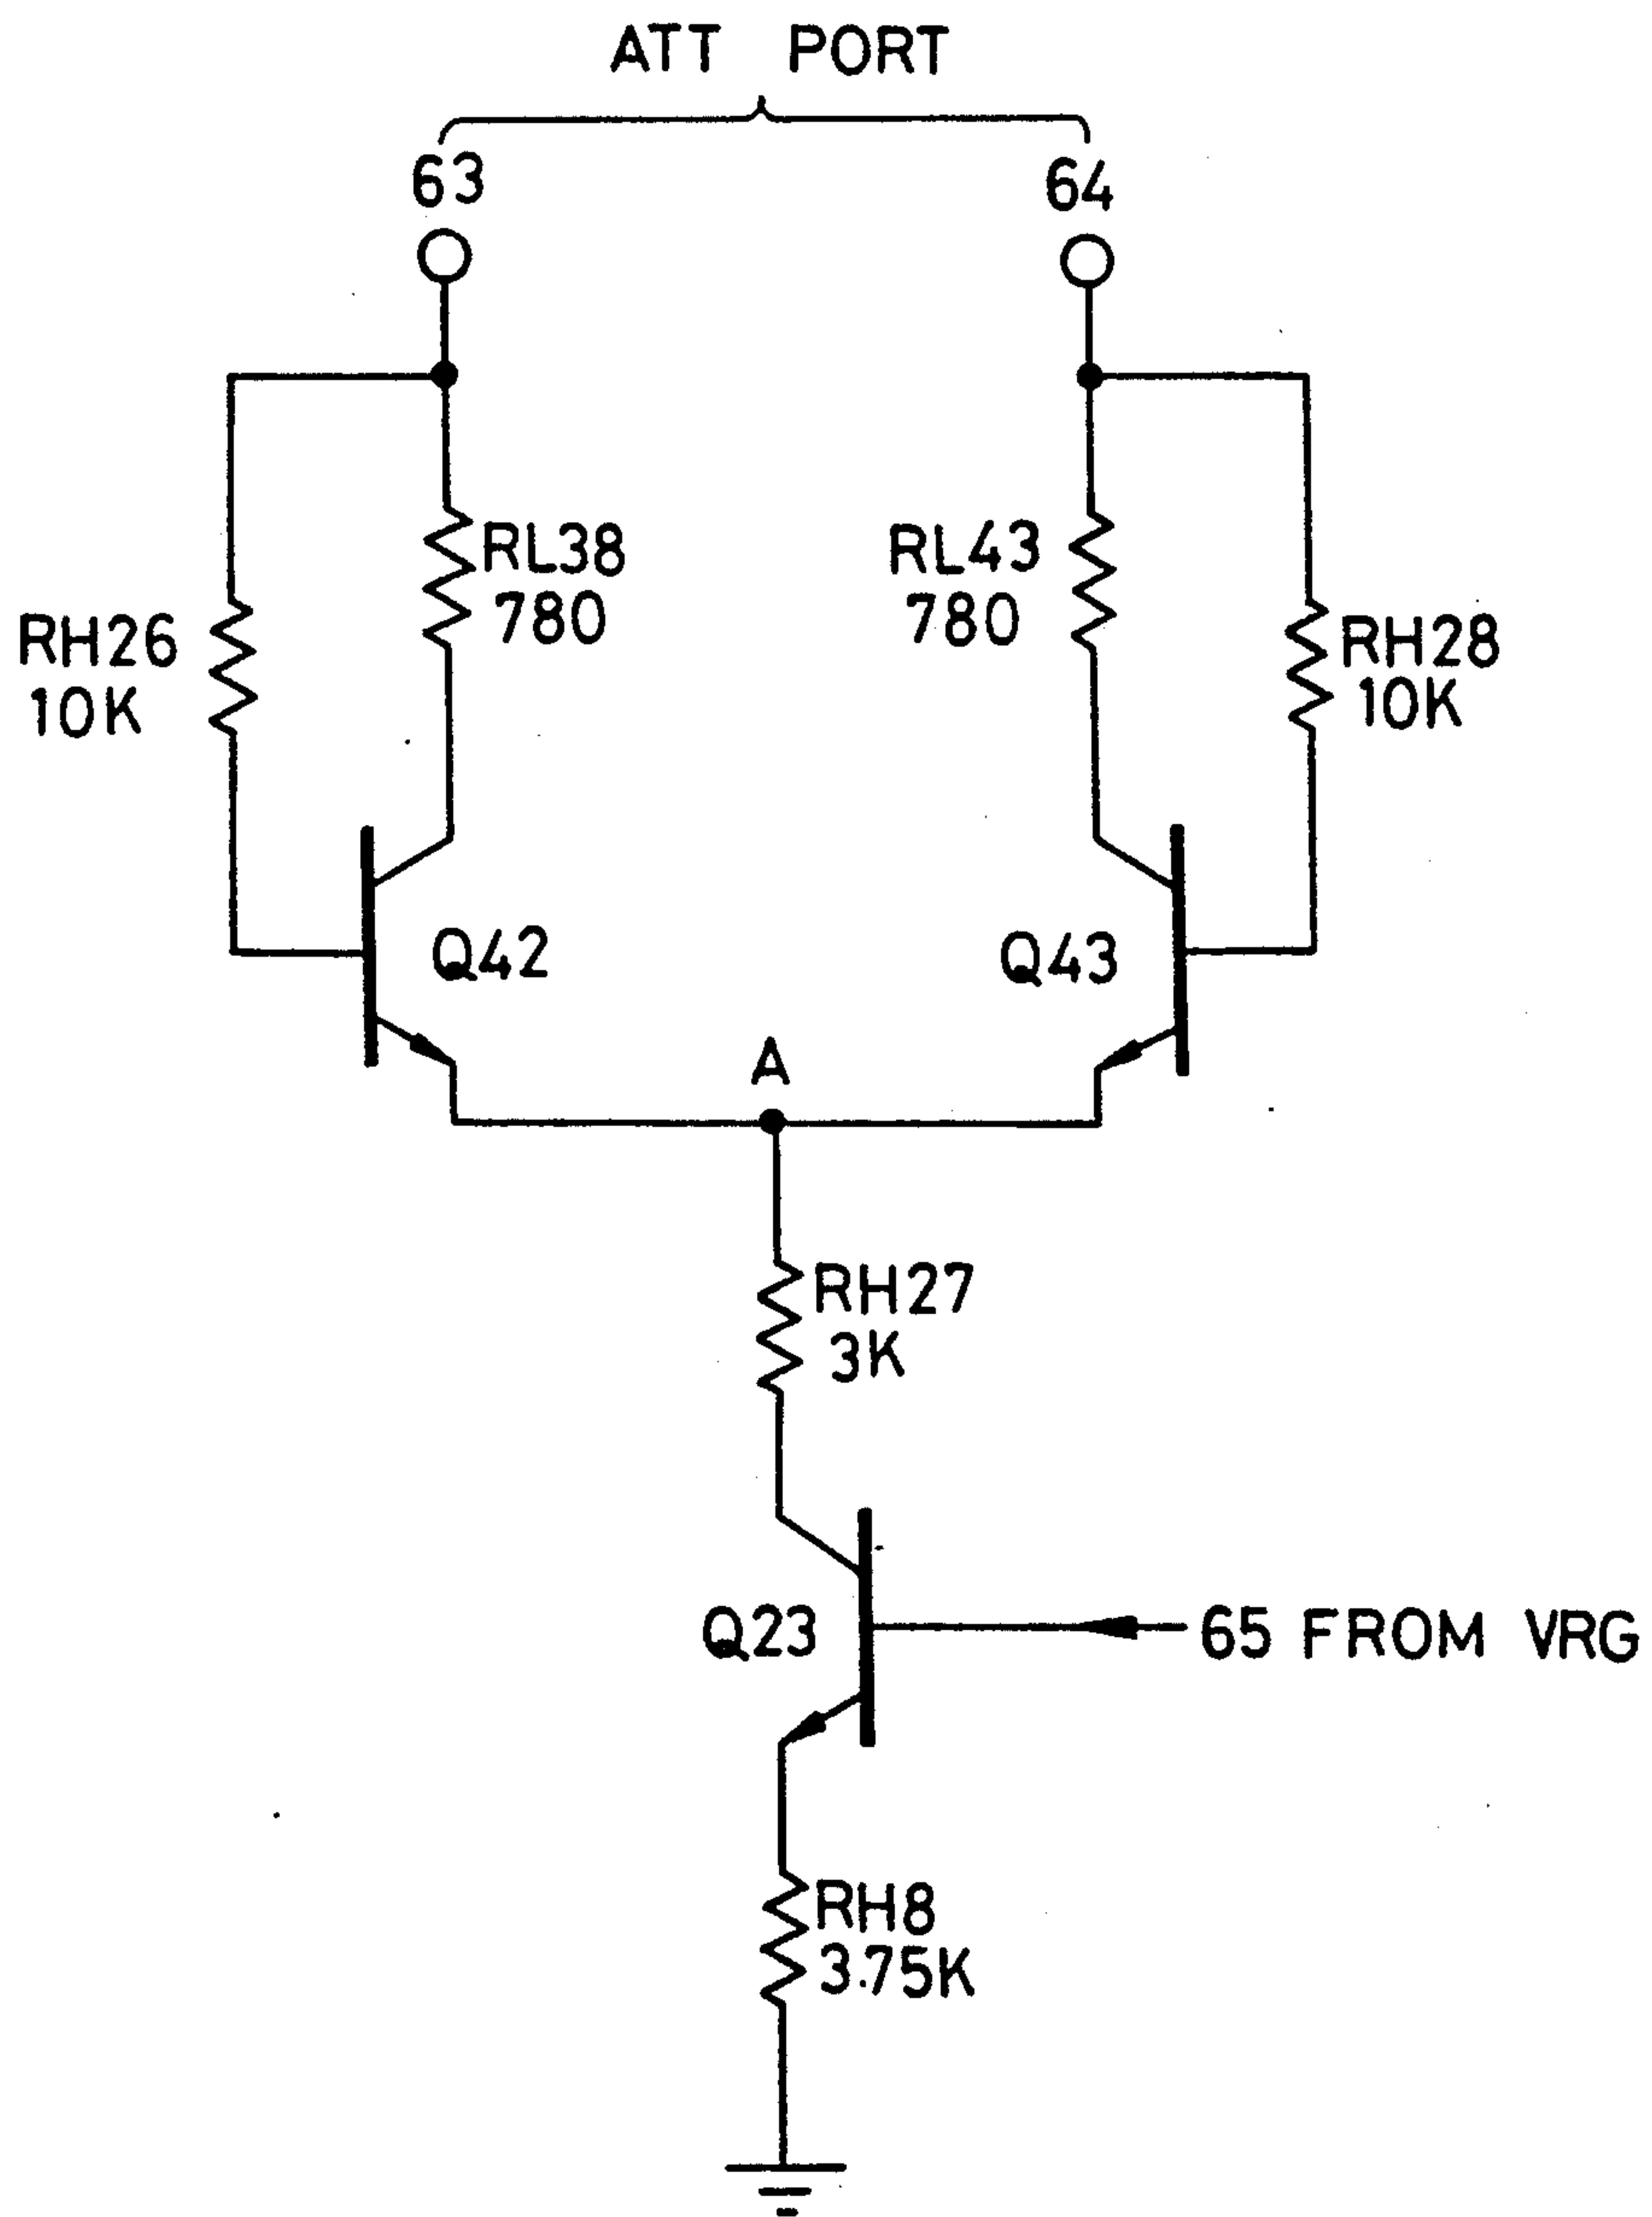 ATT PORT
63
64
RL38
780
RL43
780
RH26
10K
RH28
10K
Q42
Q43
A
RH27
3K
Q23
65 FROM VRG
RH8
3.75K